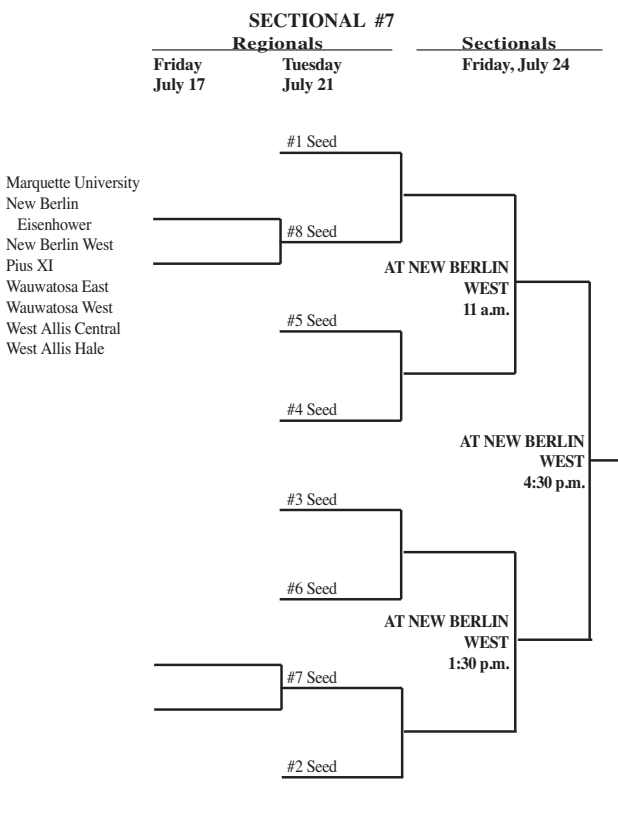 SECTIONAL #7
Regionals
Sectionals
Friday
July 17
Tuesday
July 21
Friday, July 24
#1 Seed
Marquette University
New Berlin
Eisenhower
New Berlin West
Pius XI
Wauwatosa East
Wauwatosa West
West Allis Central
West Allis Hale
#8 Seed
AT NEW BERLIN
WEST
11 a.m.
#5 Seed
#4 Seed
AT NEW BERLIN
WEST
4:30 p.m.
#3 Seed
#6 Seed
AT NEW BERLIN
WEST
1:30 p.m.
#7 Seed
#2 Seed